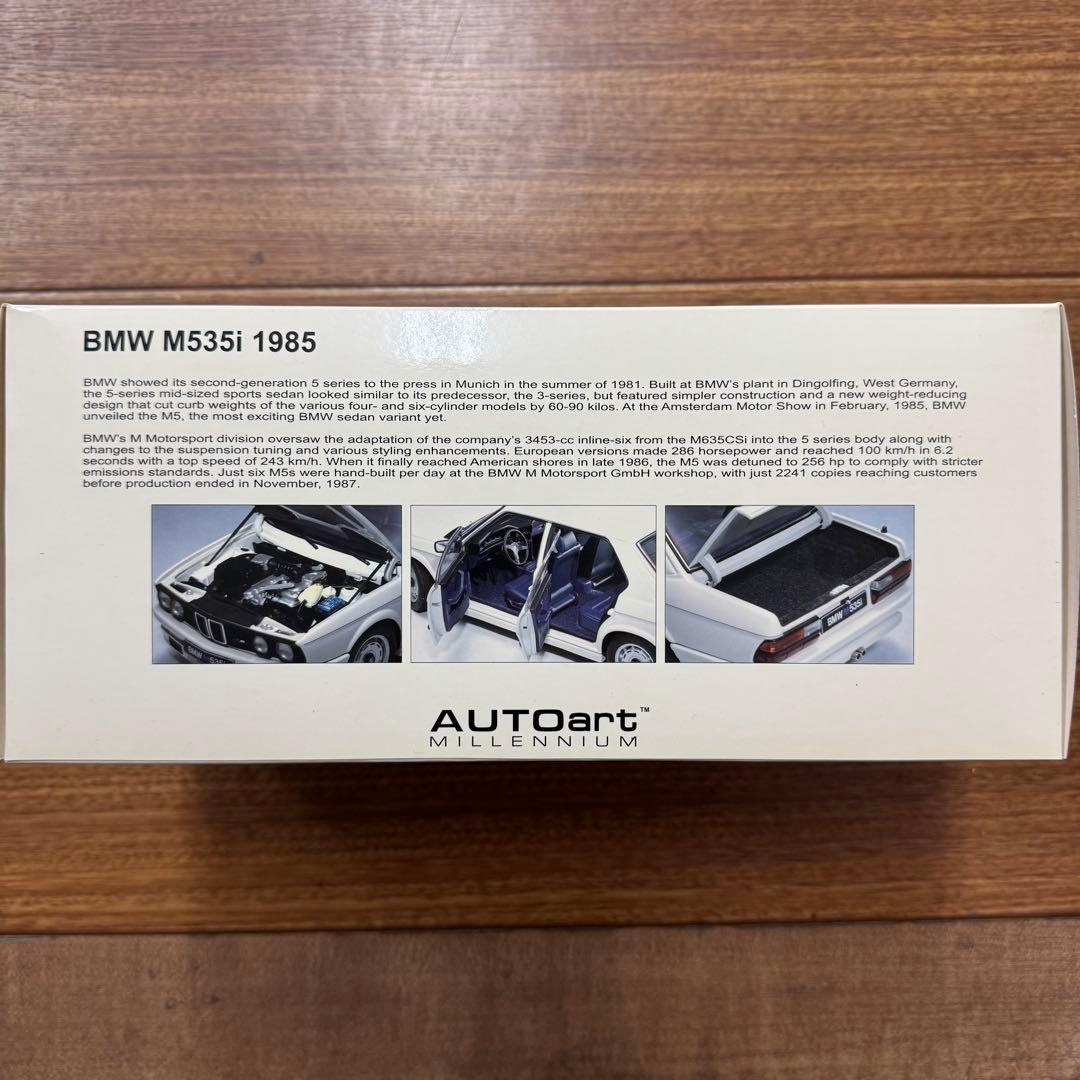 BMW M535i 1985
BMW showed its second-generation 5 series to the press in Munich in the summer of 1981. Built at BMW's plant in Dingolfing, West Germany,
the 5-series mid-sized sports sedan looked similar to its predecessor, the 3-series, but featured simpler construction and a new weight-reducing
design that cut curb weights of the various four- and six-cylinder models by 60-90 kilos. At the Amsterdam Motor Show in February, 1985, BMW
unveiled the M5, the most exciting BMW sedan variant yet.
BMW's M Motorsport division oversaw the adaptation of the company's 3453-cc inline-six from the M635CSi into the 5 series body along with
changes to the suspension tuning and various styling enhancements. European versions made 286 horsepower and reached 100 km/h in 6.2
seconds with a top speed of 243 km/h. When it finally reached American shores in late 1986, the M5 was detuned to 256 hp to comply with stricter
emissions standards. Just six M5s were hand-built per day at the BMW M Motorsport GmbH workshop, with just 2241 copies reaching customers
before production ended in November, 1987.
BMW 535i
AUTOart™
MILLENNIUM